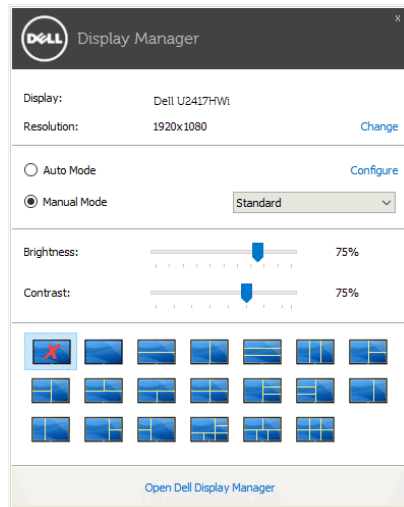 x
DELL Display Manager
Display: Dell U2417HWi
Resolution: 1920x1080 Change
Auto Mode Configure
Manual Mode Standard
Brightness: 75%
Contrast: 75%
Open Dell Display Manager